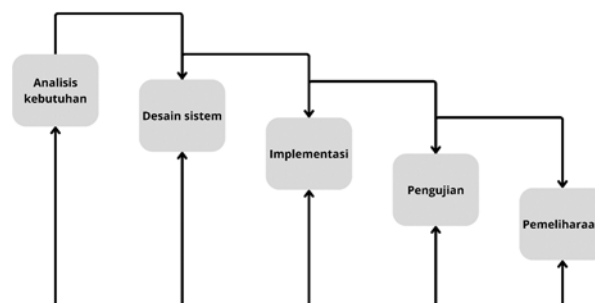 Analisis
kebutuhan
Desain sistem
Implementasi
Pengujian
Pemeliharaa